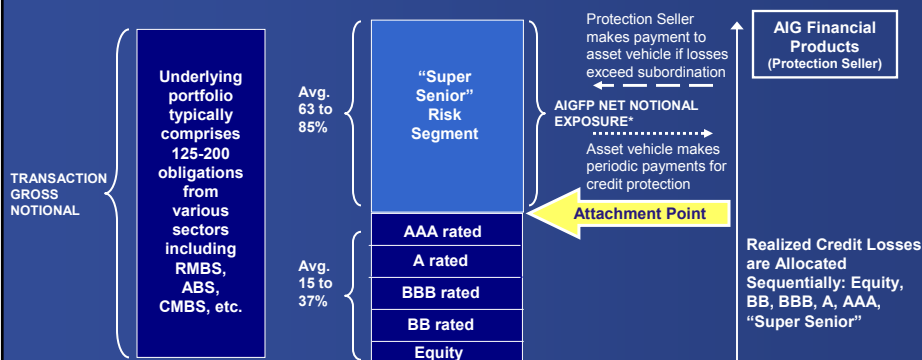 TRANSACTION
GROSS
NOTIONAL
Underlying
portfolio
typically
comprises
125-200
obligations
from
various
sectors
including
RMBS,
ABS,
CMBS, etc.
Avg.
63 to
85%
Avg.
15 to
37%
“Super
Senior”
Risk
Segment
AAA rated
A rated
BBB rated
BB rated
Equity
Protection Seller
makes payment to
asset vehicle if losses
exceed subordination
AIGFP NET NOTIONAL
EXPOSURE*
Asset vehicle makes
periodic payments for
credit protection
Attachment Point
AIG Financial
Products
(Protection Seller)
Realized Credit Losses
are Allocated
Sequentially: Equity,
BB, BBB, A, AAA,
“Super Senior”